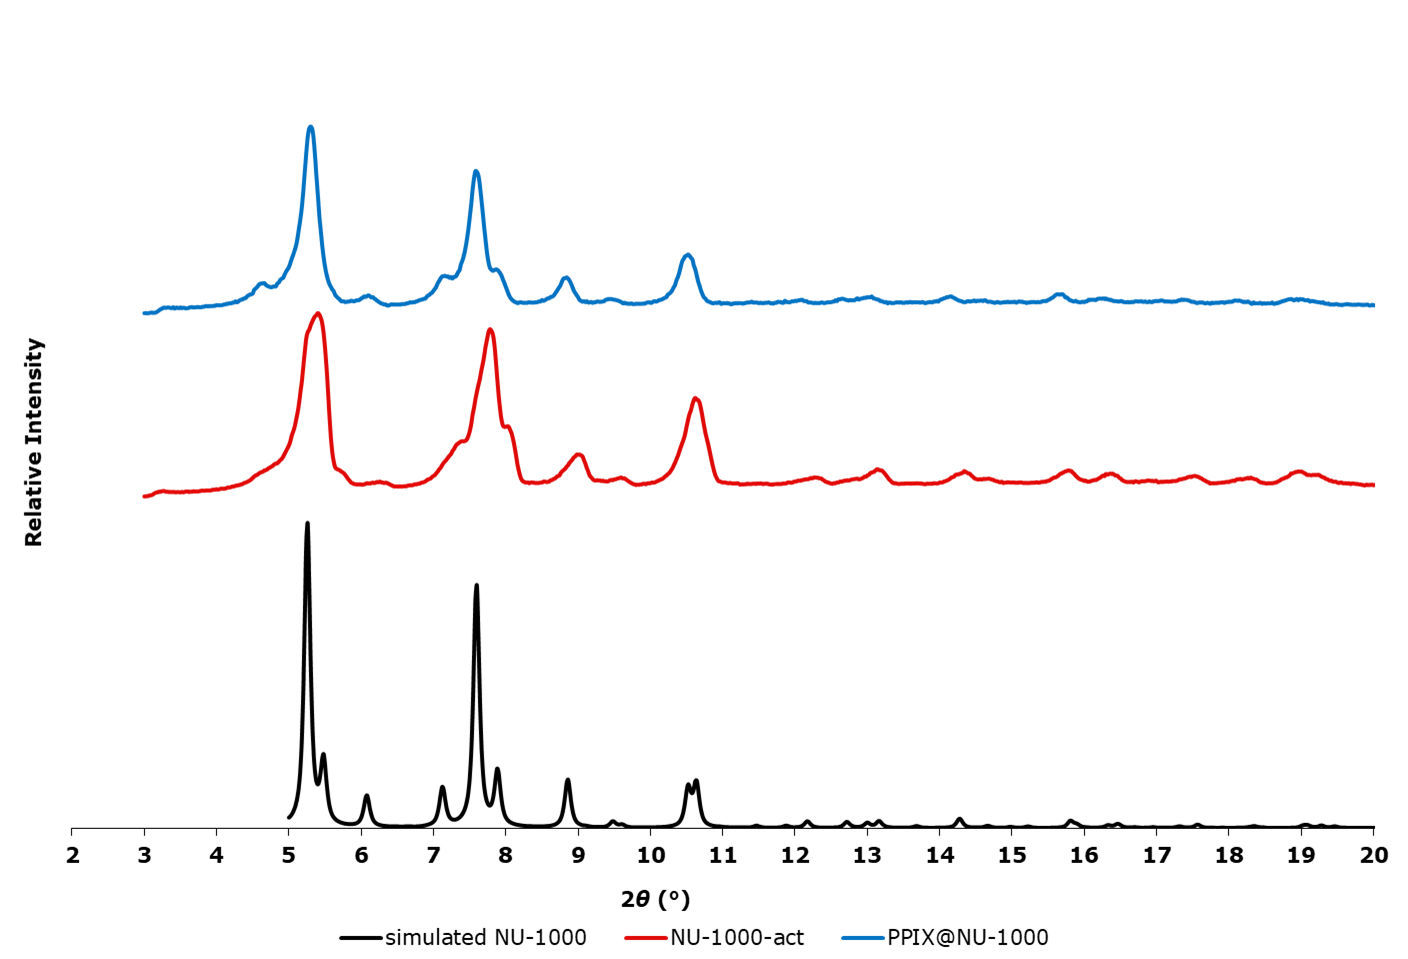 Relative Intensity
2 3 4 5 6 7 8 9 10 11 12 13 14 15 16 17 18 19 20
2θ (°)
simulated NU-1000 NU-1000-act PPIX@NU-1000